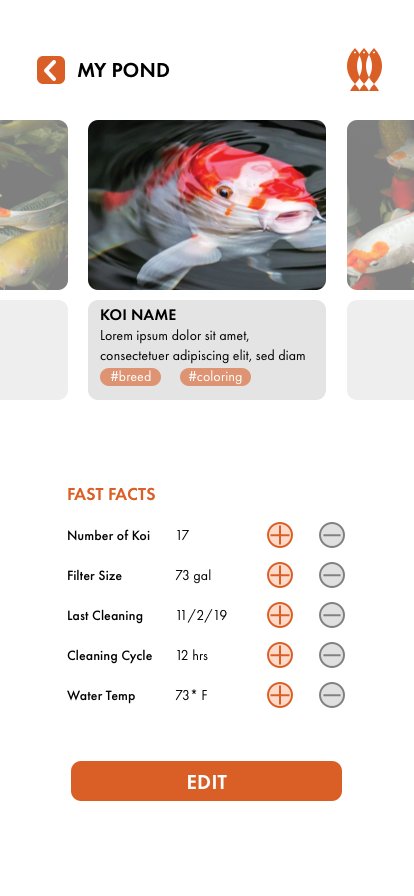 MY POND
KOI NAME
Lorem ipsum dolor sit amet,
consectetuer adipiscing elit, sed diam
#breed #coloring
FAST FACTS
Number of Koi 17
Filter Size 73 gal
Last Cleaning 11/2/19
Cleaning Cycle 12 hrs
Water Temp 73* F
EDIT